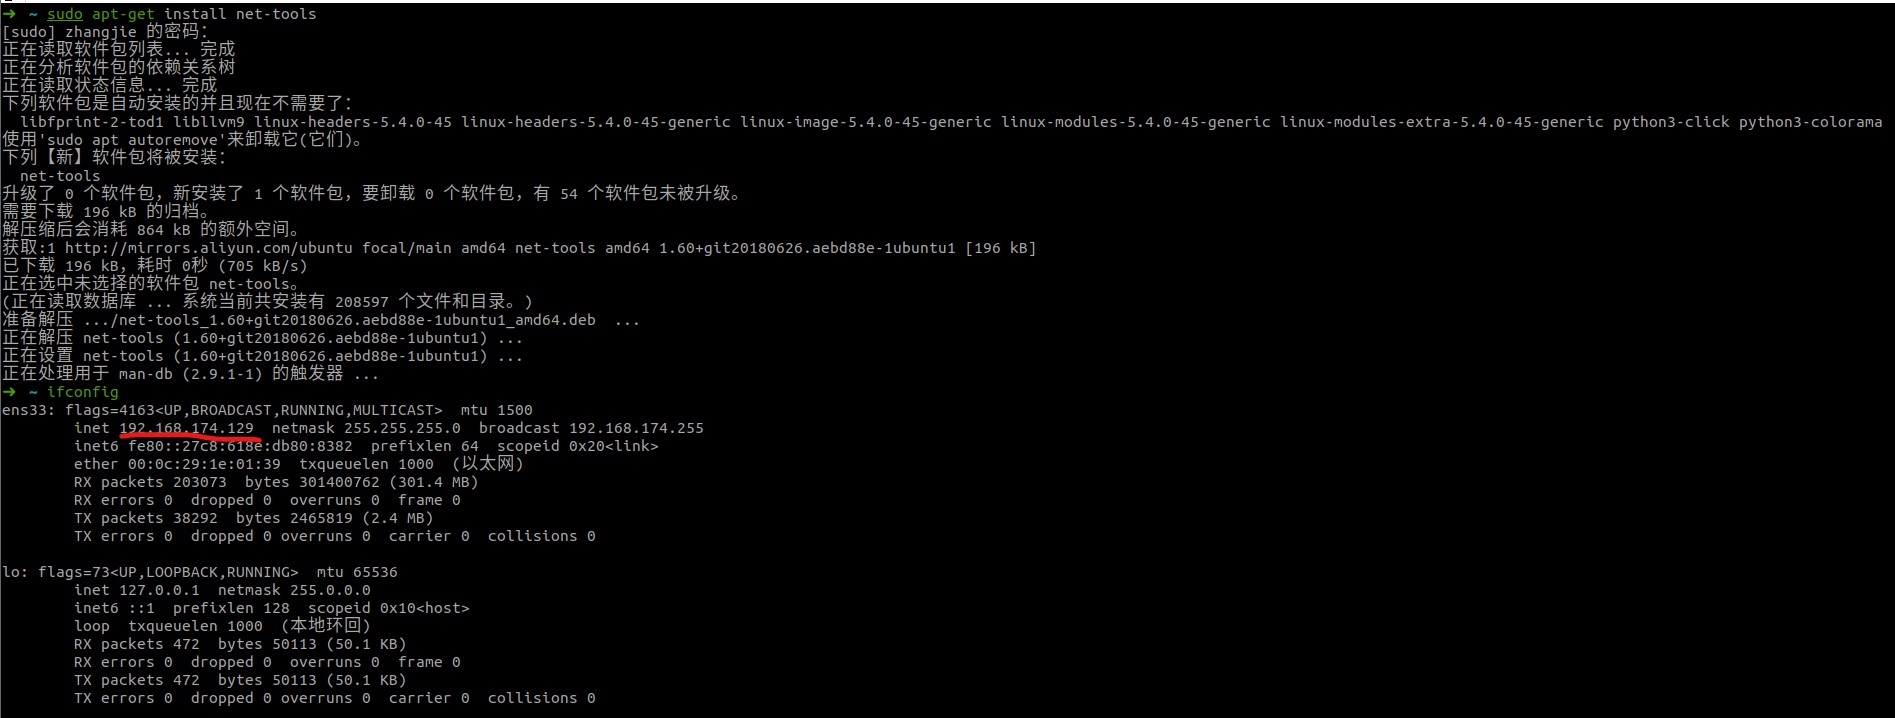 ➜ ~ sudo apt-get install net-tools
[sudo] zhangjie 的密码：
正在读取软件包列表... 完成
正在分析软件包的依赖关系树
正在读取状态信息... 完成
下列软件包是自动安装的并且现在不需要了：
libfprint-2-tod1 libllvm9 linux-headers-5.4.0-45 linux-headers-5.4.0-45-generic linux-image-5.4.0-45-generic linux-modules-5.4.0-45-generic linux-modules-extra-5.4.0-45-generic python3-click python3-colorama
使用'sudo apt autoremove'来卸载它(它们)。
下列【新】软件包将被安装：
net-tools
升级了 0 个软件包，新安装了 1 个软件包，要卸载 0 个软件包，有 54 个软件包未被升级。
需要下载 196 kB 的归档。
解压缩后会消耗 864 kB 的额外空间。
获取:1 http://mirrors.aliyun.com/ubuntu focal/main amd64 net-tools amd64 1.60+git20180626.aebd88e-1ubuntu1 [196 kB]
已下载 196 kB，耗时 0秒 (705 kB/s)
正在选中未选择的软件包 net-tools。
(正在读取数据库 ... 系统当前共安装有 208597 个文件和目录。)
准备解压 .../net-tools_1.60+git20180626.aebd88e-1ubuntu1_amd64.deb  ...
正在解压 net-tools (1.60+git20180626.aebd88e-1ubuntu1) ...
正在设置 net-tools (1.60+git20180626.aebd88e-1ubuntu1) ...
正在处理用于 man-db (2.9.1-1) 的触发器 ...
➜ ~ ifconfig
ens33: flags=4163<UP,BROADCAST,RUNNING,MULTICAST>  mtu 1500
inet 192.168.174.129  netmask 255.255.255.0  broadcast 192.168.174.255
inet6 fe80::27c8:618e:db80:8382  prefixlen 64  scopeid 0x20<link>
ether 00:0c:29:1e:01:39  txqueuelen 1000  (以太网)
RX packets 203073  bytes 301400762 (301.4 MB)
RX errors 0  dropped 0  overruns 0  frame 0
TX packets 38292  bytes 2465819 (2.4 MB)
TX errors 0  dropped 0 overruns 0  carrier 0  collisions 0
lo: flags=73<UP,LOOPBACK,RUNNING>  mtu 65536
inet 127.0.0.1  netmask 255.0.0.0
inet6 ::1  prefixlen 128  scopeid 0x10<host>
loop  txqueuelen 1000  (本地环回)
RX packets 472  bytes 50113 (50.1 KB)
RX errors 0  dropped 0  overruns 0  frame 0
TX packets 472  bytes 50113 (50.1 KB)
TX errors 0  dropped 0 overruns 0  carrier 0  collisions 0